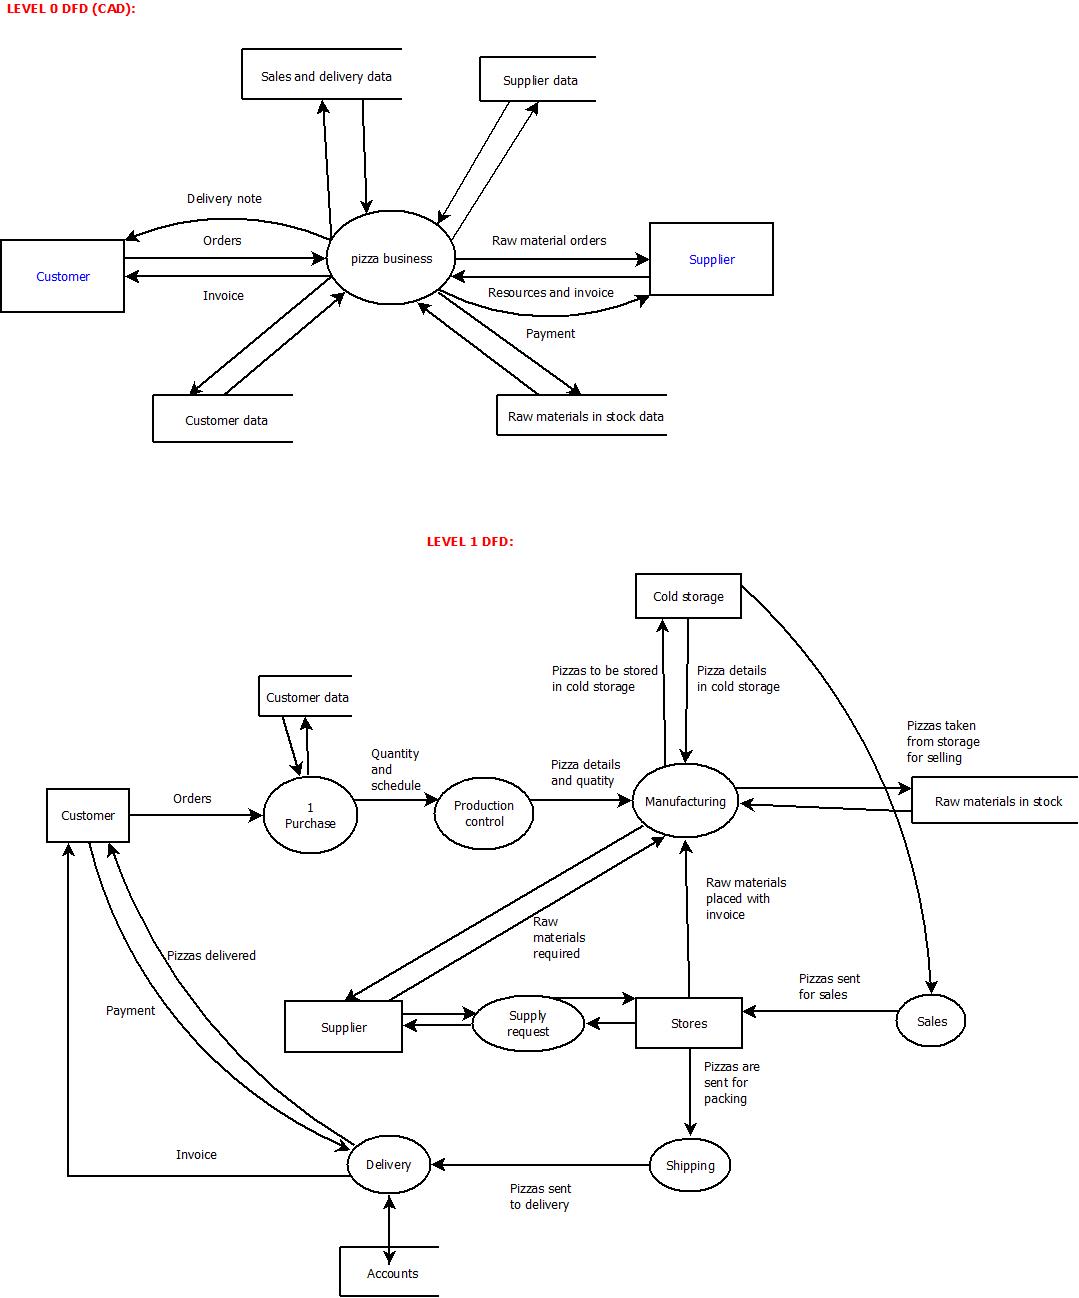 LEVEL 0 DFD (CAD):
Sales and delivery data
Supplier data
Delivery note
Orders
Raw material orders
pizza business
Customer
Supplier
Invoice
Resources and invoice
Payment
Customer data
Raw materials in stock data
LEVEL 1 DFD:
Cold storage
Pizzas to be stored
in cold storage
Pizza details
in cold storage
Customer data
Pizzas taken
from storage
for selling
Quantity
and
schedule
Pizza details
and quatity
Orders
1
Purchase
Production
control
Manufacturing
Raw materials in stock
Customer
Raw materials
placed with
invoice
Raw
materials
required
Pizzas delivered
Pizzas sent
for sales
Payment
Supplier
Supply
request
Stores
Sales
Pizzas are
sent for
packing
Invoice
Delivery
Shipping
Pizzas sent
to delivery
Accounts